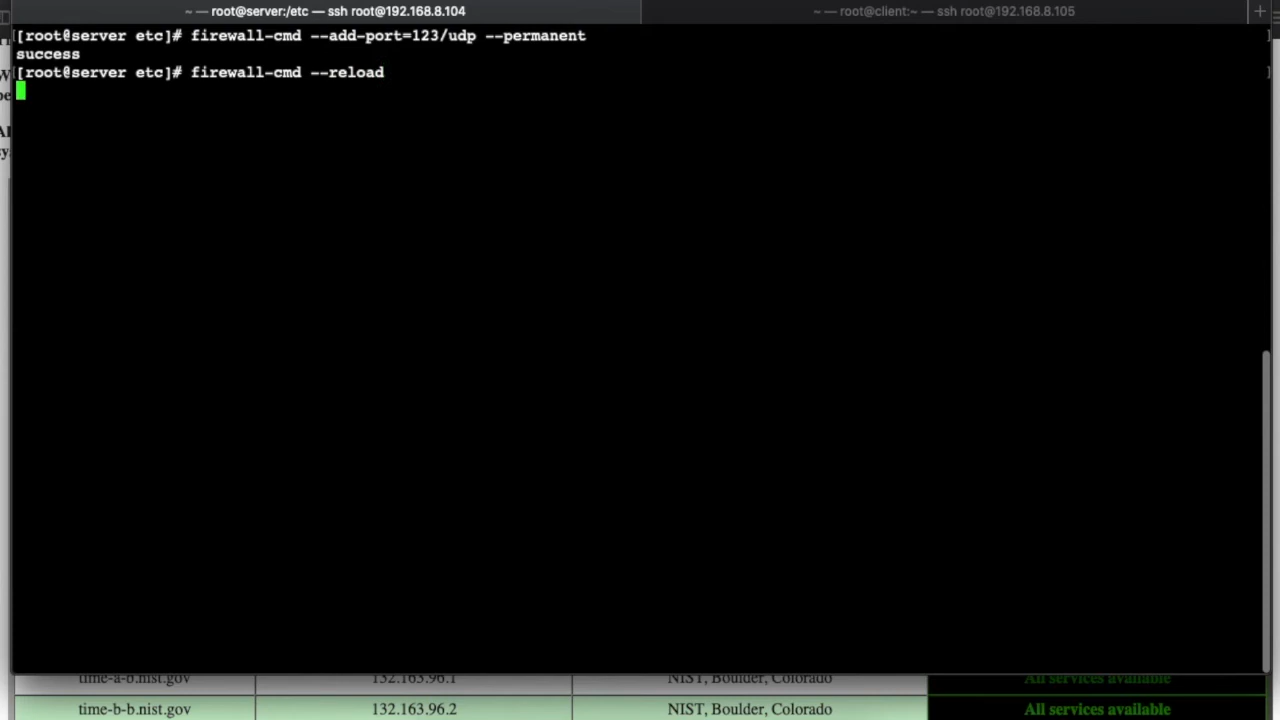 ~ — root@server:/etc — ssh root@192.168.8.104
~ — root@client:~ — ssh root@192.168.8.105
[[root@server etc]# firewall-cmd --add-port=123/udp --permanent ]
success
[[root@server etc]# firewall-cmd --reload ]
time-a-b.nist.gov 132.163.96.1 NIST, Boulder, Colorado All services available
time-b-b.nist.gov 132.163.96.2 NIST, Boulder, Colorado All services available